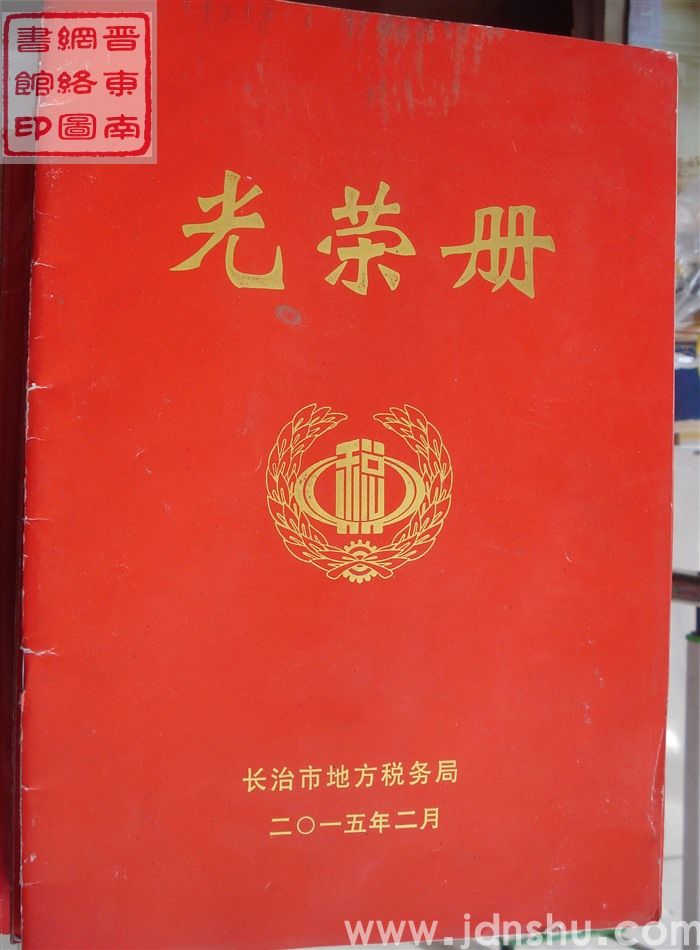 晋東南
網絡圖
書館印
光荣册
税
长治市地方税务局
二〇一五年二月
www.jdnshu.com